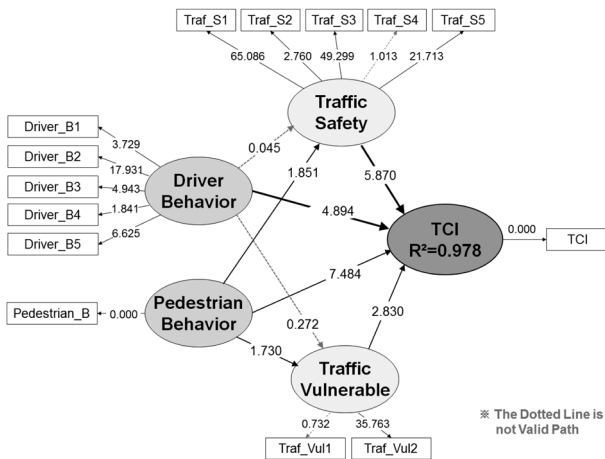 Traf_S1
Traf_S2
Traf_S3
Traf_S4
Traf_S5
65.086
2.760
49.299
1.013
21.713
Traffic
Safety
Driver_B1
Driver_B2
Driver_B3
Driver_B4
Driver_B5
3.729
17.931
4.943
1.841
6.625
Driver
Behavior
0.045
1.851
5.870
4.894
TCI
R²=0.978
0.000
TCI
7.484
Pedestrian_B
0.000
Pedestrian
Behavior
0.272
2.830
1.730
Traffic
Vulnerable
0.732
35.763
Traf_Vul1
Traf_Vul2
※ The Dotted Line is
not Valid Path